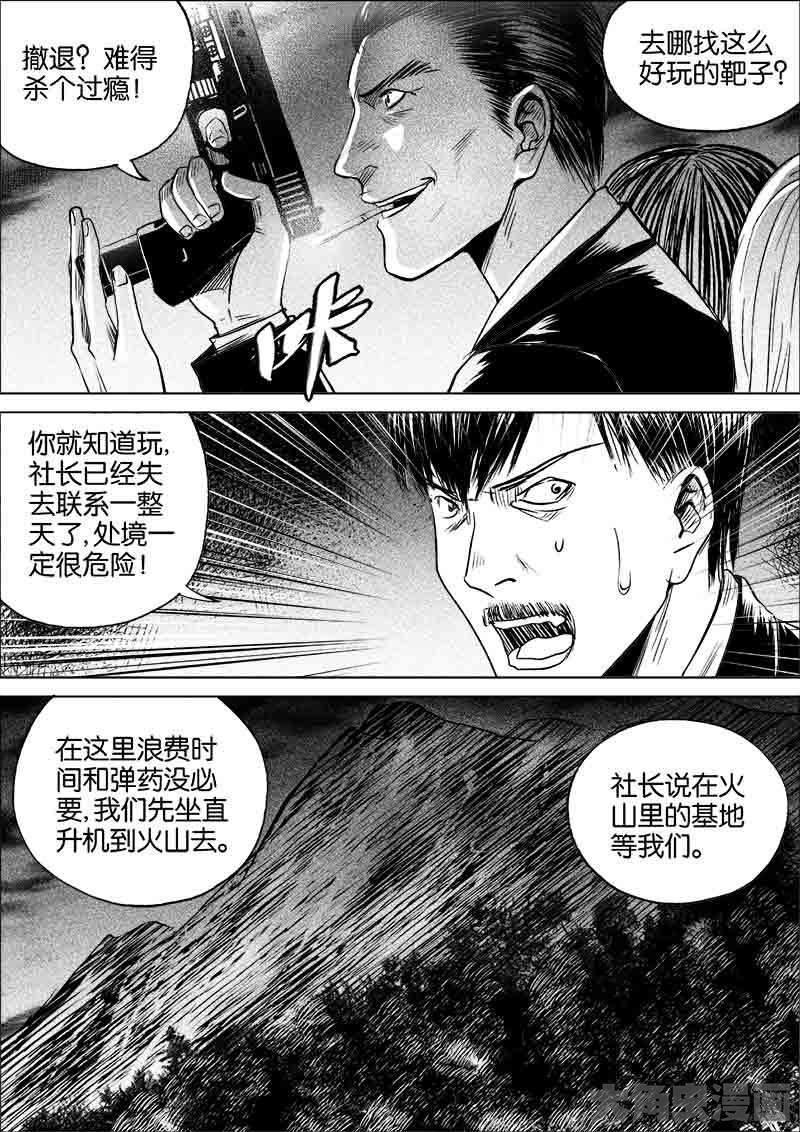 撤退？难得
杀个过瘾！
去哪找这么
好玩的靶子？
咔
你就知道玩，
社长已经失
去联系一整
天了，处境一
定很危险！
在这里浪费时
间和弹药没必
要，我们先坐直
升机到火山去。
社长说在火
山里的基地
等我们。